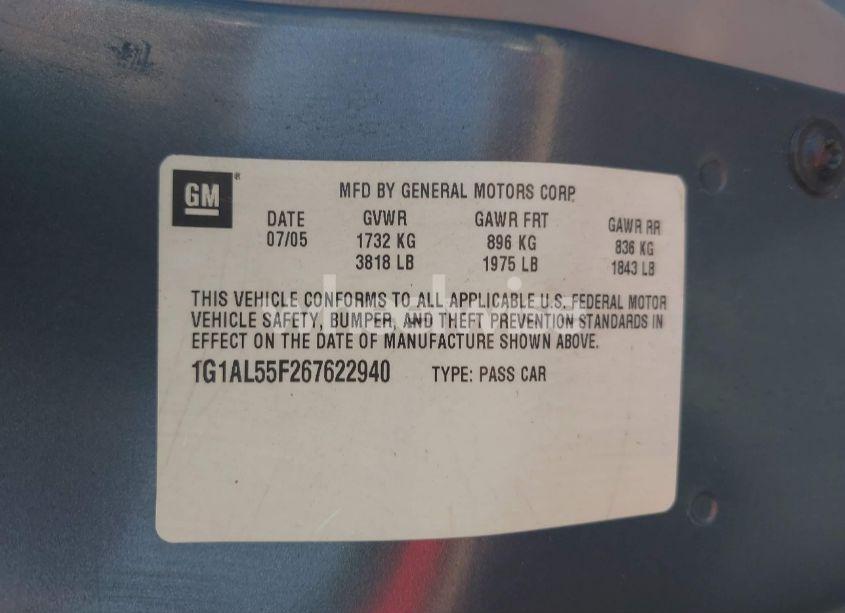 GM
MFD BY GENERAL MOTORS CORP.
DATE GVWR GAWR FRT GAWR RR
07/05 1732 KG 896 KG 836 KG
3818 LB 1975 LB 1843 LB
THIS VEHICLE CONFORMS TO ALL APPLICABLE U.S. FEDERAL MOTOR
VEHICLE SAFETY, BUMPER, AND THEFT PREVENTION STANDARDS IN
EFFECT ON THE DATE OF MANUFACTURE SHOWN ABOVE.
1G1AL55F267622940 TYPE: PASS CAR